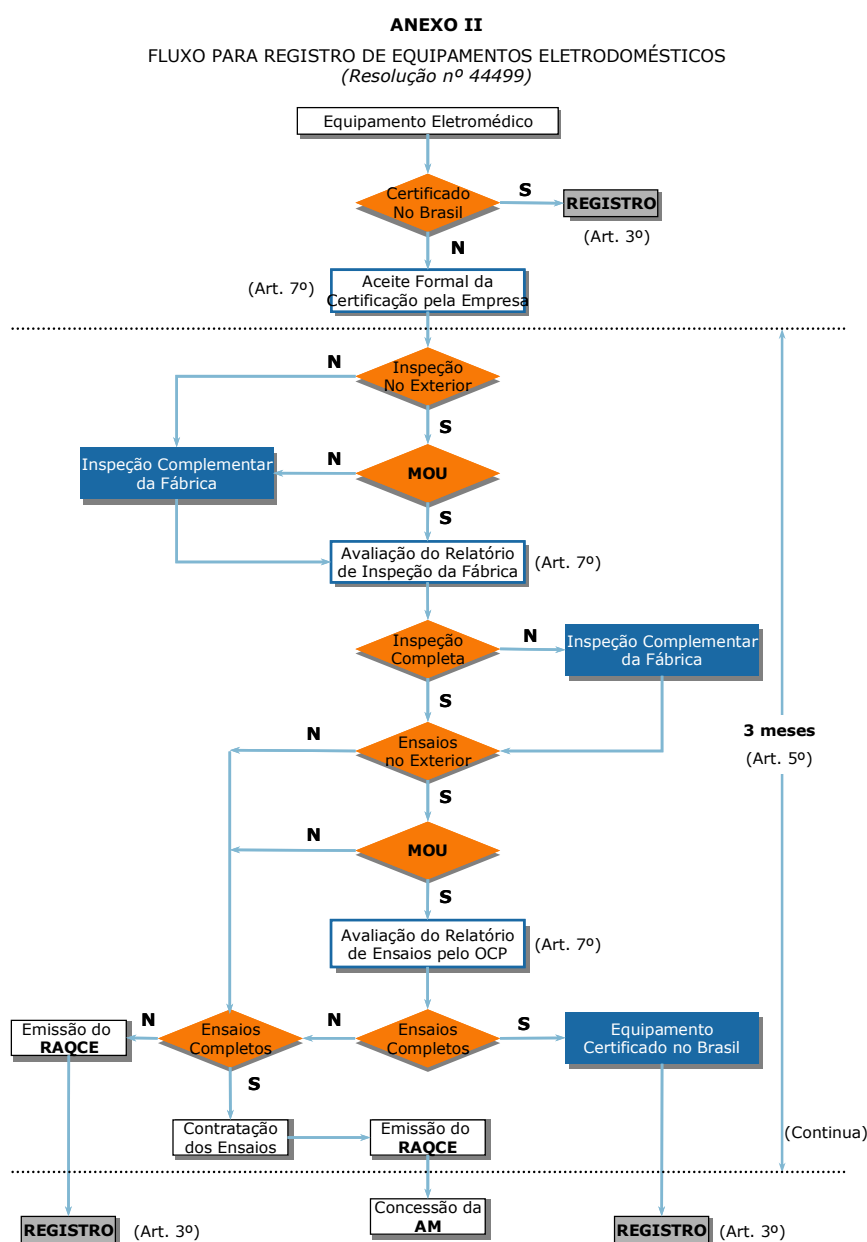 ANEXO II
FLUXO PARA REGISTRO DE EQUIPAMENTOS ELETRODOMÉSTICOS
(Resolução nº 44499)
Equipamento Eletromédico
Certificado
No Brasil
S
REGISTRO
(Art. 3º)
N
(Art. 7º)
Aceite Formal da
Certificação pela Empresa
Inspeção
No Exterior
N
S
Inspeção Complementar
da Fábrica
N
MOU
S
Avaliação do Relatório
de Inspeção da Fábrica
(Art. 7º)
Inspeção
Completa
N
Inspeção Complementar
da Fábrica
S
3 meses
(Art. 5º)
N
Ensaios
no Exterior
S
N
MOU
S
Avaliação do Relatório
de Ensaios pelo OCP
(Art. 7º)
Emissão do
RAQCE
N
Ensaios
Completos
N
Ensaios
Completos
S
Equipamento
Certificado no Brasil
S
Contratação
dos Ensaios
Emissão do
RAQCE
(Continua)
Concessão da
AM
REGISTRO
(Art. 3º)
REGISTRO
(Art. 3º)